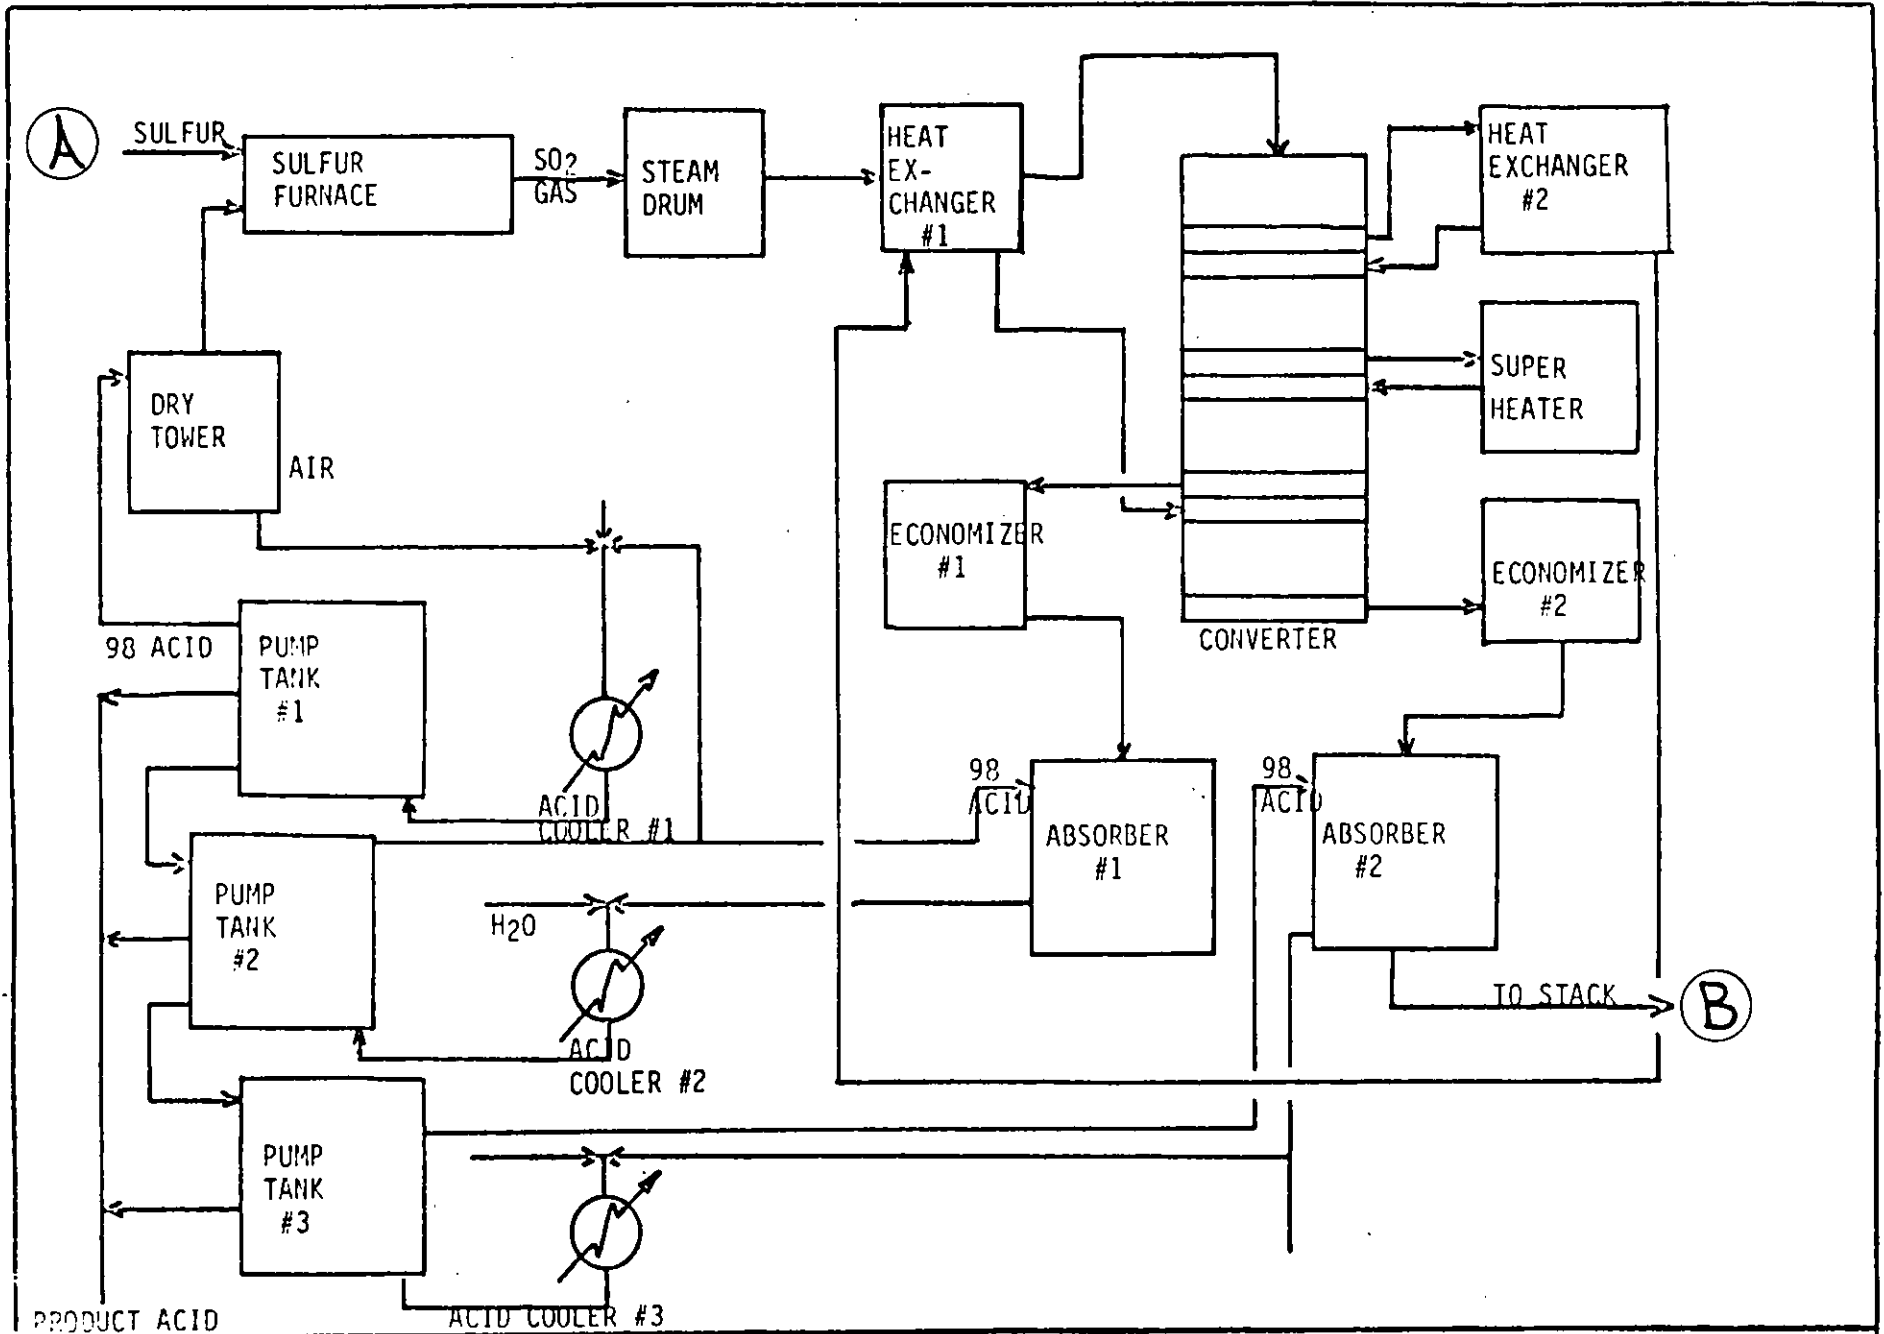 A
SULFUR
SULFUR
FURNACE
SO2
GAS
STEAM
DRUM
HEAT
EX-
CHANGER
#1
HEAT
EXCHANGER
#2
SUPER
HEATER
DRY
TOWER
AIR
ECONOMIZER
#1
ECONOMIZER
#2
CONVERTER
98 ACID
PUMP
TANK
#1
ACID
COOLER #1
98
ACID
ABSORBER
#1
98
ACID
ABSORBER
#2
PUMP
TANK
#2
H2O
ACID
COOLER #2
TO STACK
B
PUMP
TANK
#3
ACID COOLER #3
PRODUCT ACID